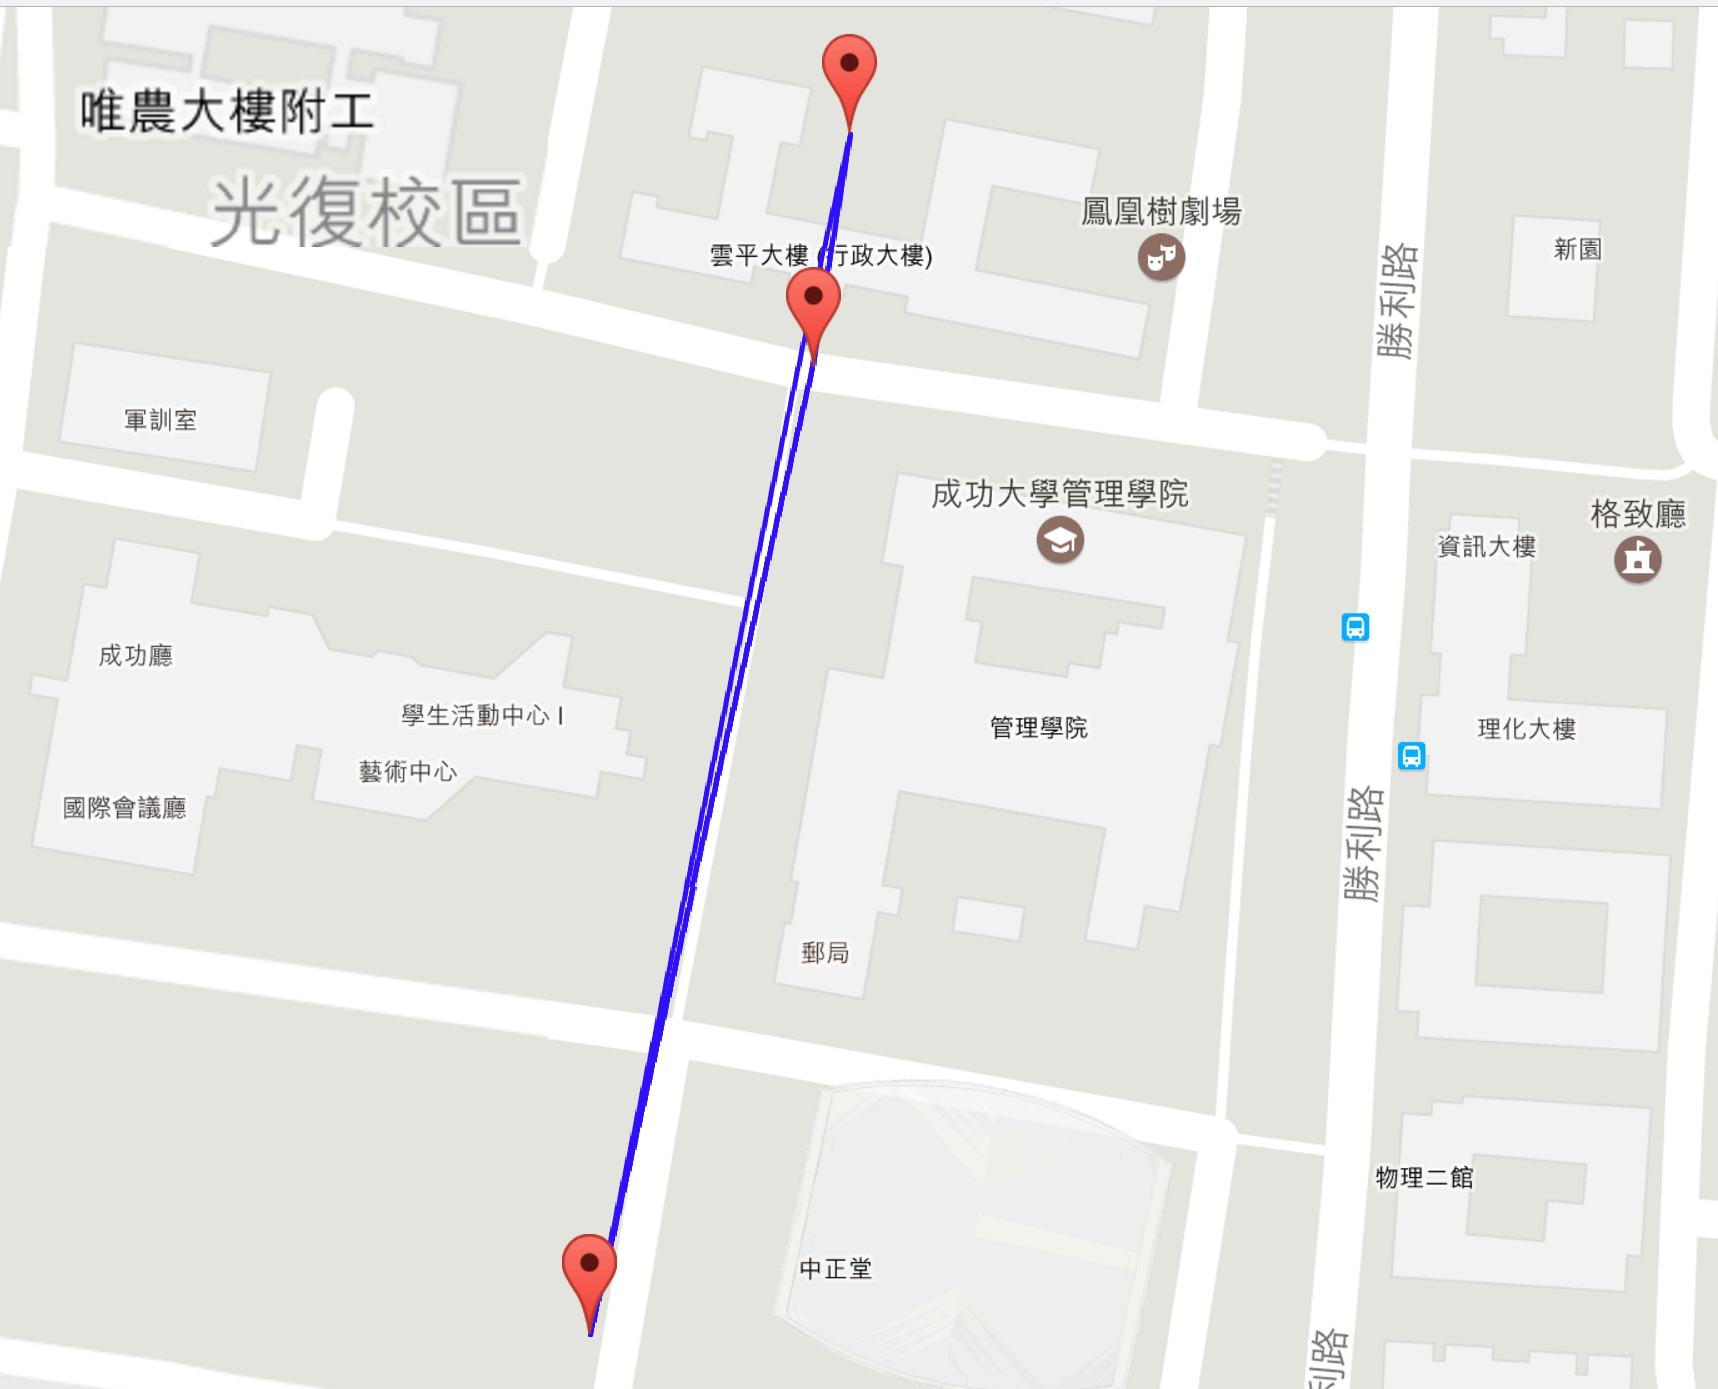 唯農大樓附工
光復校區
鳳凰樹劇場
雲平大樓 (行政大樓)
新園
勝利路
軍訓室
成功大學管理學院
格致廳
資訊大樓
成功廳
學生活動中心 I
管理學院
理化大樓
藝術中心
國際會議廳
勝利路
郵局
物理二館
中正堂
利路